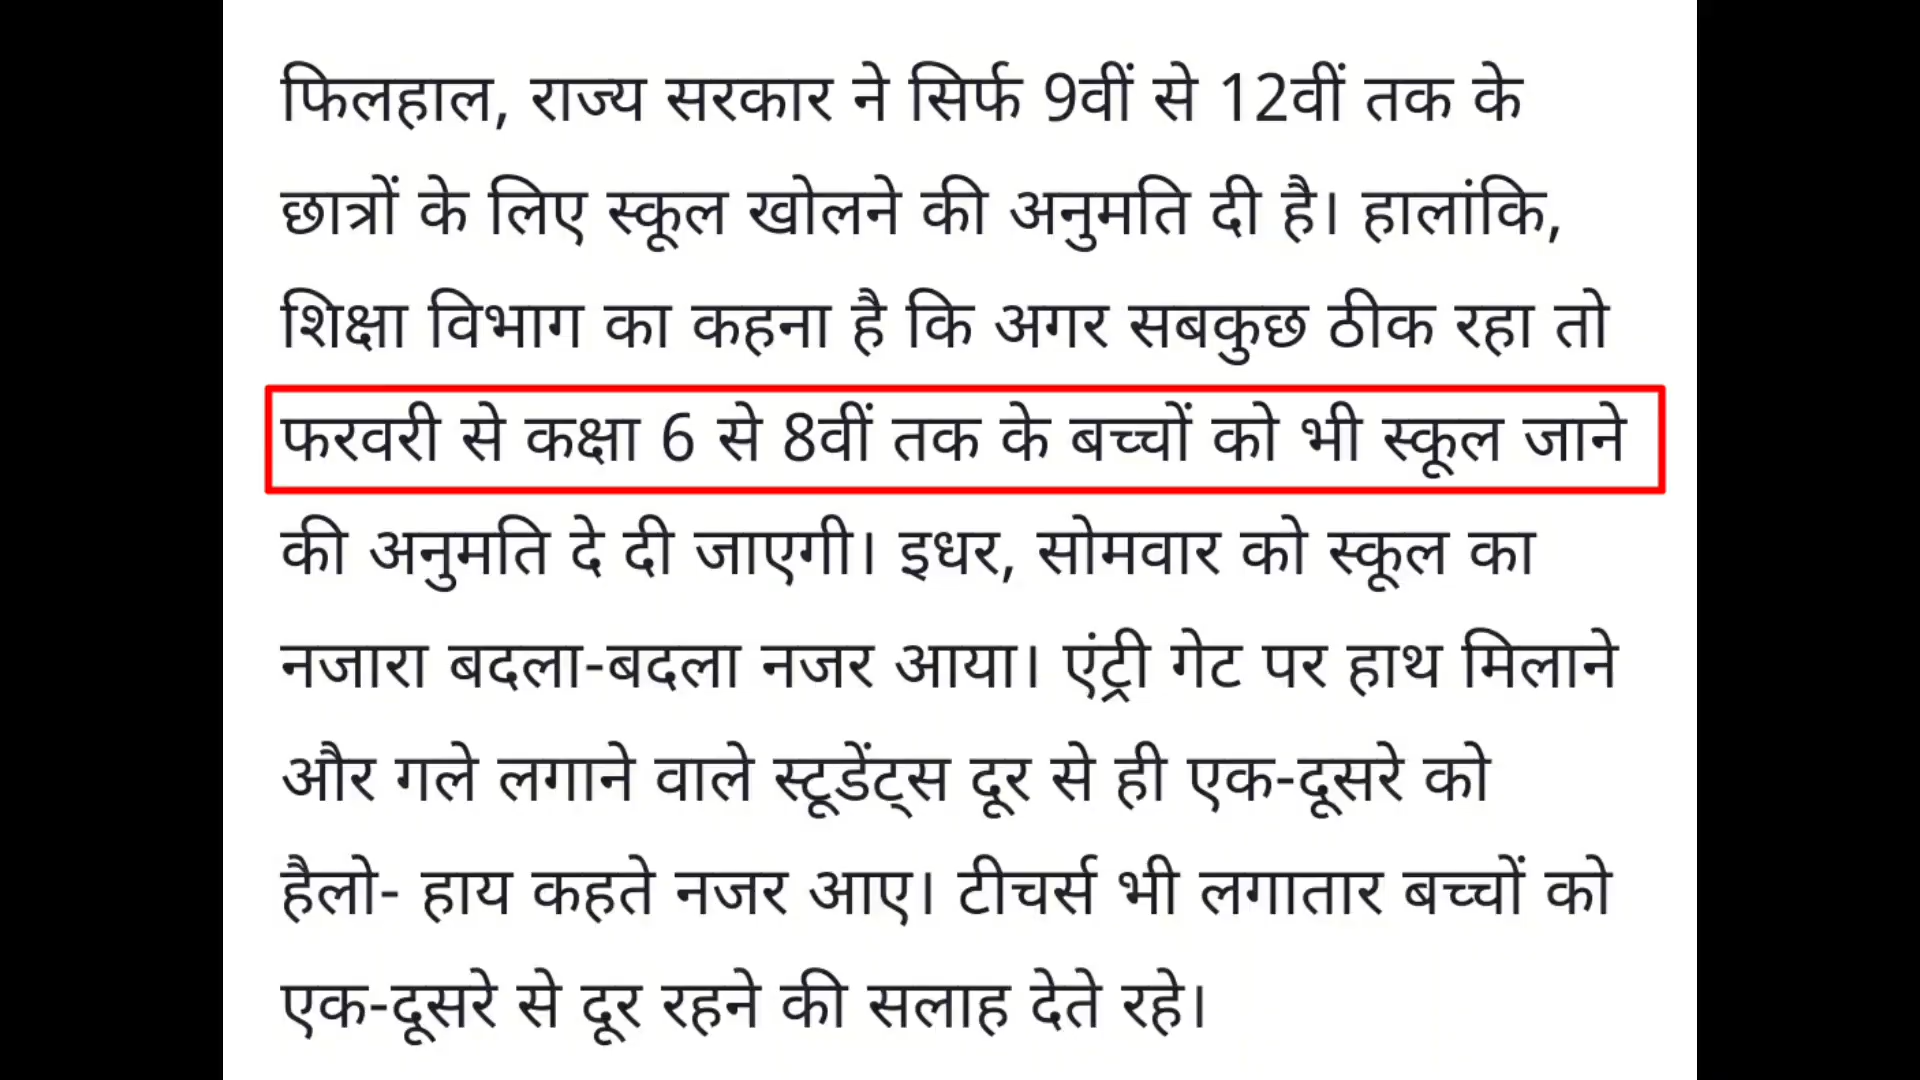 फिलहाल, राज्य सरकार ने सिर्फ 9वीं से 12वीं तक के
छात्रों के लिए स्कूल खोलने की अनुमति दी है। हालांकि,
शिक्षा विभाग का कहना है कि अगर सबकुछ ठीक रहा तो
फरवरी से कक्षा 6 से 8वीं तक के बच्चों को भी स्कूल जाने
की अनुमति दे दी जाएगी। इधर, सोमवार को स्कूल का
नजारा बदला-बदला नजर आया। एंट्री गेट पर हाथ मिलाने
और गले लगाने वाले स्टूडेंट्स दूर से ही एक-दूसरे को
हैलो- हाय कहते नजर आए। टीचर्स भी लगातार बच्चों को
एक-दूसरे से दूर रहने की सलाह देते रहे।